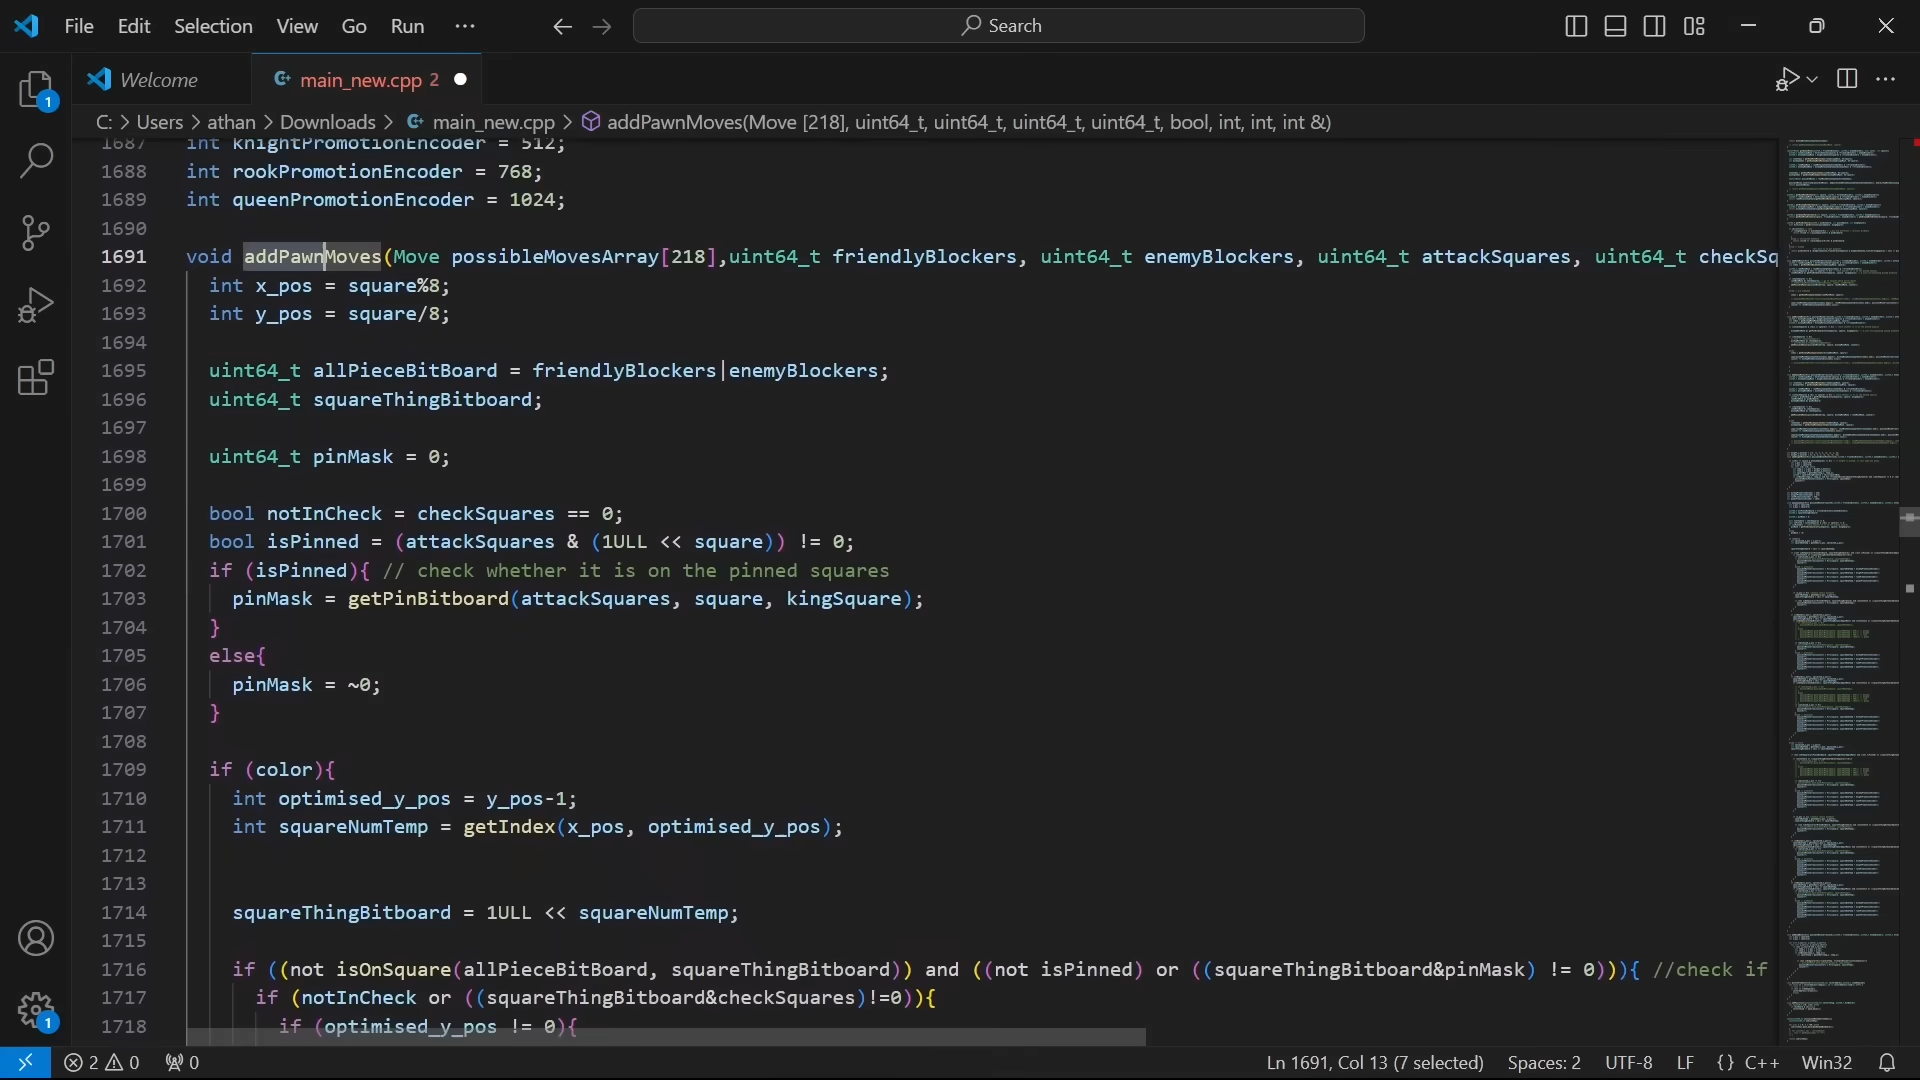 File Edit Selection View Go Run ··· Search
Welcome main_new.cpp 2
C: > Users > athan > Downloads > main_new.cpp > addPawnMoves(Move [218], uint64_t, uint64_t, uint64_t, uint64_t, bool, int, int, int &)
1687 int knightPromotionEncoder = 512;
1688 int rookPromotionEncoder = 768;
1689 int queenPromotionEncoder = 1024;
1690
1691 void addPawnMoves(Move possibleMovesArray[218],uint64_t friendlyBlockers, uint64_t enemyBlockers, uint64_t attackSquares, uint64_t checkSq
1692 int x_pos = square%8;
1693 int y_pos = square/8;
1694
1695 uint64_t allPieceBitBoard = friendlyBlockers|enemyBlockers;
1696 uint64_t squareThingBitboard;
1697
1698 uint64_t pinMask = 0;
1699
1700 bool notInCheck = checkSquares == 0;
1701 bool isPinned = (attackSquares & (1ULL << square)) != 0;
1702 if (isPinned){ // check whether it is on the pinned squares
1703 pinMask = getPinBitboard(attackSquares, square, kingSquare);
1704 }
1705 else{
1706 pinMask = ~0;
1707 }
1708
1709 if (color){
1710 int optimised_y_pos = y_pos-1;
1711 int squareNumTemp = getIndex(x_pos, optimised_y_pos);
1712
1713
1714 squareThingBitboard = 1ULL << squareNumTemp;
1715
1716 if ((not isOnSquare(allPieceBitBoard, squareThingBitboard)) and ((not isPinned) or ((squareThingBitboard&pinMask) != 0))){ //check if
1717 if (notInCheck or ((squareThingBitboard&checkSquares)!=0)){
1718 if (optimised_y_pos != 0){
1
1
2 0 0 Ln 1691, Col 13 (7 selected) Spaces: 2 UTF-8 LF {} C++ Win32